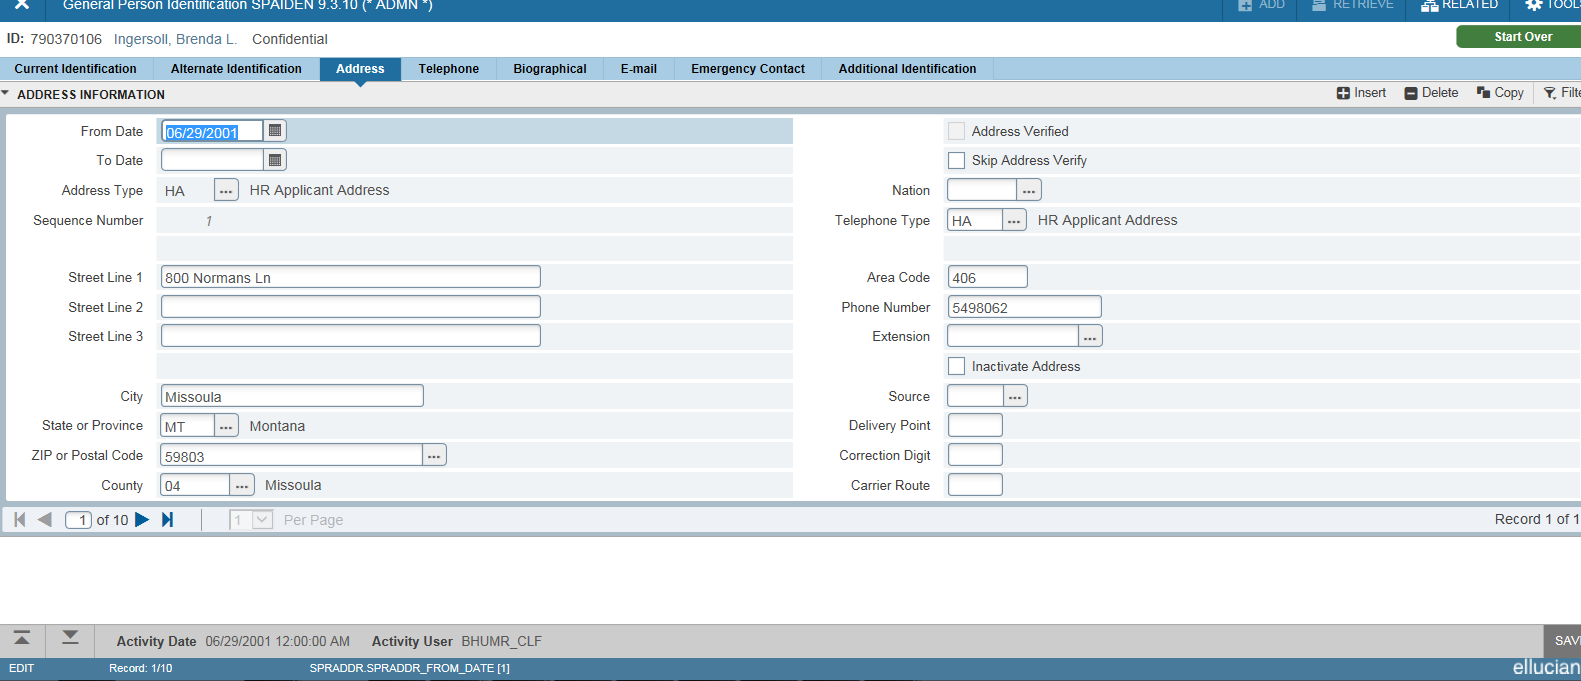 General Person Identification SPAIDEN 9.3.10 (* ADMN *) ADD RETRIEVE RELATED
ID: 790370106 Ingersoll, Brenda L. Confidential Start Over
Current Identification Alternate Identification Address Telephone Biographical E-mail Emergency Contact Additional Identification
ADDRESS INFORMATION Insert Delete Copy
From Date 06/29/2001 Address Verified
To Date Skip Address Verify
Address Type HA ... HR Applicant Address Nation ...
Sequence Number 1 Telephone Type HA ... HR Applicant Address
Street Line 1 800 Normans Ln Area Code 406
Street Line 2 Phone Number 5498062
Street Line 3 Extension ...
Inactivate Address
City Missoula Source ...
State or Province MT ... Montana Delivery Point
ZIP or Postal Code 59803 ... Correction Digit
County 04 ... Missoula Carrier Route
1 of 10 1 Per Page Record 1 of 1
Activity Date 06/29/2001 12:00:00 AM Activity User BHUMR_CLF
EDIT Record: 1/10 SPRADDR.SPRADDR_FROM_DATE [1] ellucian